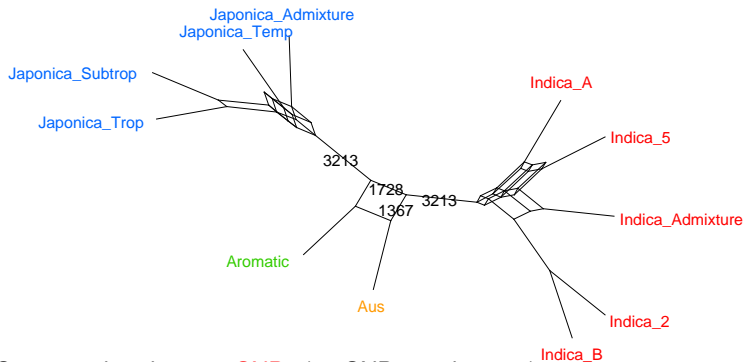 Japonica_Admixture
Japonica_Temp
Japonica_Subtrop
Japonica_Trop
Indica_A
Indica_5
3213
1728
3213
1367
Indica_Admixture
Aromatic
Aus
Indica_2
Indica_B